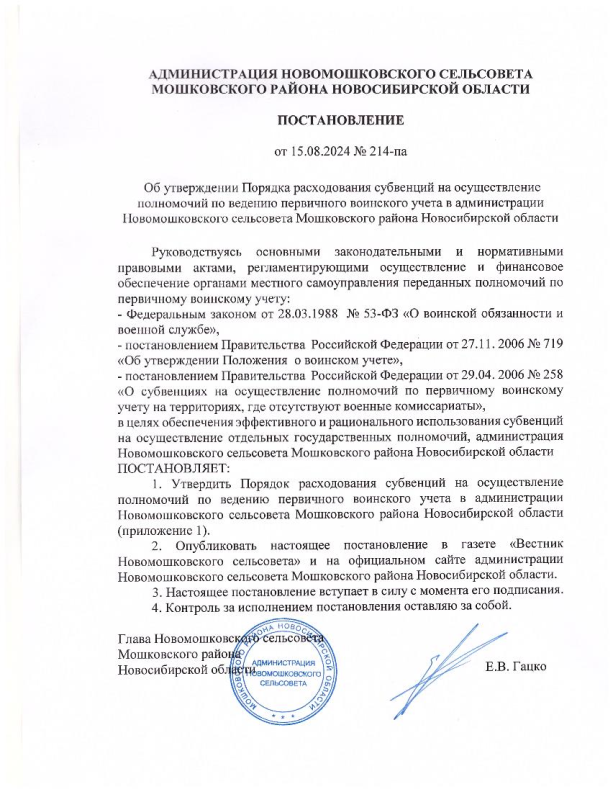 АДМИНИСТРАЦИЯ НОВОМОШКОВСКОГО СЕЛЬСОВЕТА
МОШКОВСКОГО РАЙОНА НОВОСИБИРСКОЙ ОБЛАСТИ
ПОСТАНОВЛЕНИЕ
от 15.08.2024 № 214-па
Об утверждении Порядка расходования субвенций на осуществление
полномочий по ведению первичного воинского учета в администрации
Новомошковского сельсовета Мошковского района Новосибирской области
Руководствуясь основными законодательными и нормативными
правовыми актами, регламентирующими осуществление и финансовое
обеспечение органами местного самоуправления переданных полномочий по
первичному воинскому учету:
- Федеральным законом от 28.03.1988 № 53-ФЗ «О воинской обязанности и
военной службе»,
- постановлением Правительства Российской Федерации от 27.11. 2006 № 719
«Об утверждении Положения о воинском учете»,
- постановлением Правительства Российской Федерации от 29.04. 2006 № 258
«О субвенциях на осуществление полномочий по первичному воинскому
учету на территориях, где отсутствуют военные комиссариаты»,
в целях обеспечения эффективного и рационального использования субвенций
на осуществление отдельных государственных полномочий, администрация
Новомошковского сельсовета Мошковского района Новосибирской области
ПОСТАНОВЛЯЕТ:
1. Утвердить Порядок расходования субвенций на осуществление
полномочий по ведению первичного воинского учета в администрации
Новомошковского сельсовета Мошковского района Новосибирской области
(приложение 1).
2. Опубликовать настоящее постановление в газете «Вестник
Новомошковского сельсовета» и на официальном сайте администрации
Новомошковского сельсовета Мошковского района Новосибирской области.
3. Настоящее постановление вступает в силу с момента его подписания.
4. Контроль за исполнением постановления оставляю за собой.
Глава Новомошковского сельсовета
Мошковского района
Новосибирской области
Е.В. Гацко
МОШКОВСКОГО РАЙОНА НОВОСИБИРСКОЙ ОБЛАСТИ
АДМИНИСТРАЦИЯ
НОВОМОШКОВСКОГО
СЕЛЬСОВЕТА